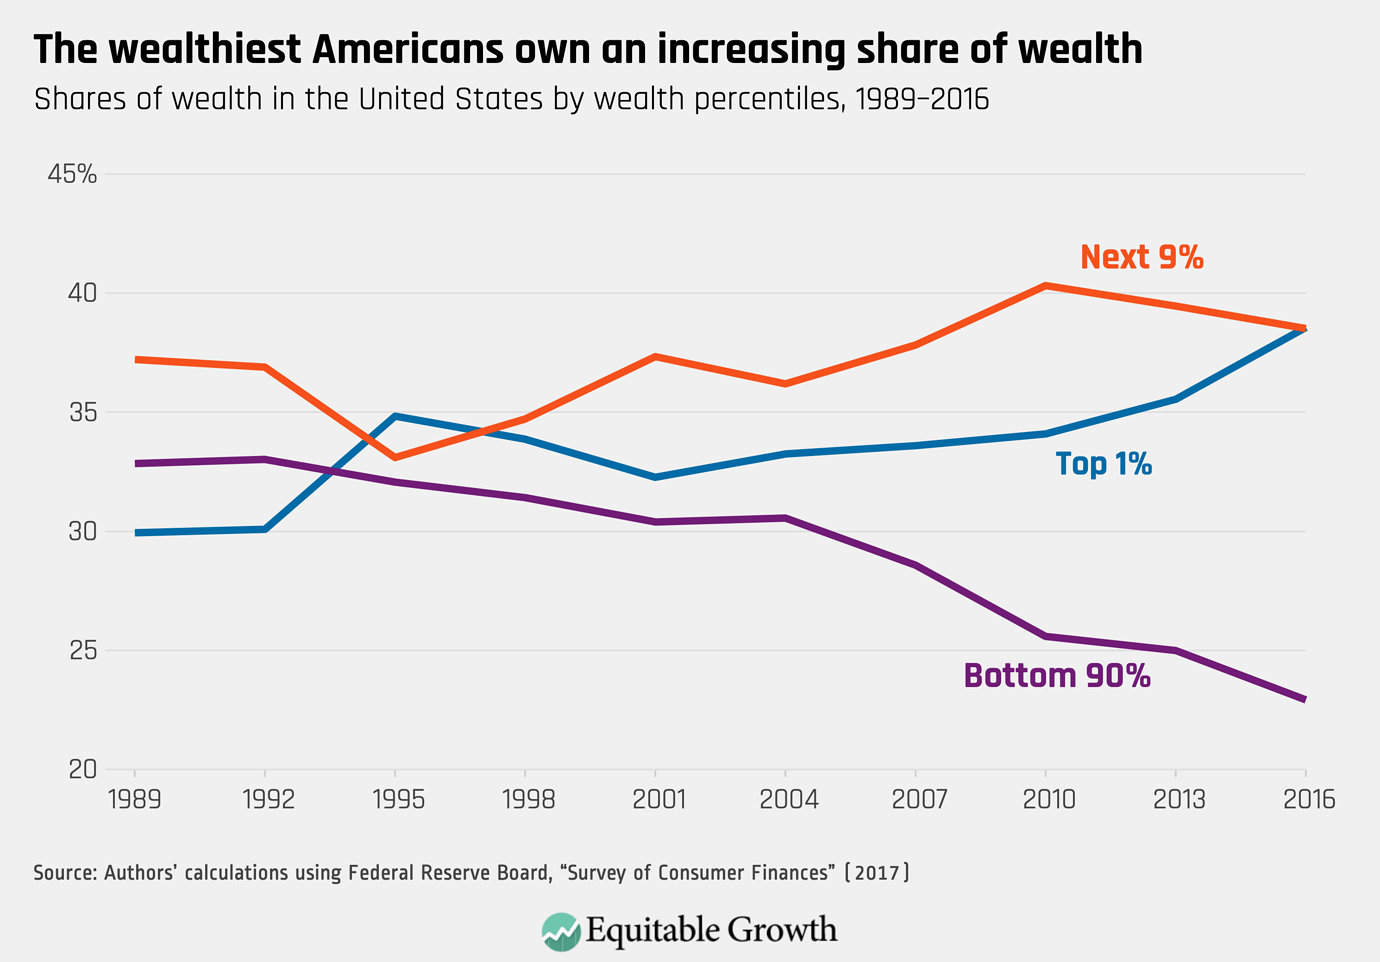 The wealthiest Americans own an increasing share of wealth
Shares of wealth in the United States by wealth percentiles, 1989–2016
45%
40
35
30
25
20
Next 9%
Top 1%
Bottom 90%
1989 1992 1995 1998 2001 2004 2007 2010 2013 2016
Source: Authors’ calculations using Federal Reserve Board, “Survey of Consumer Finances” (2017)
Equitable Growth